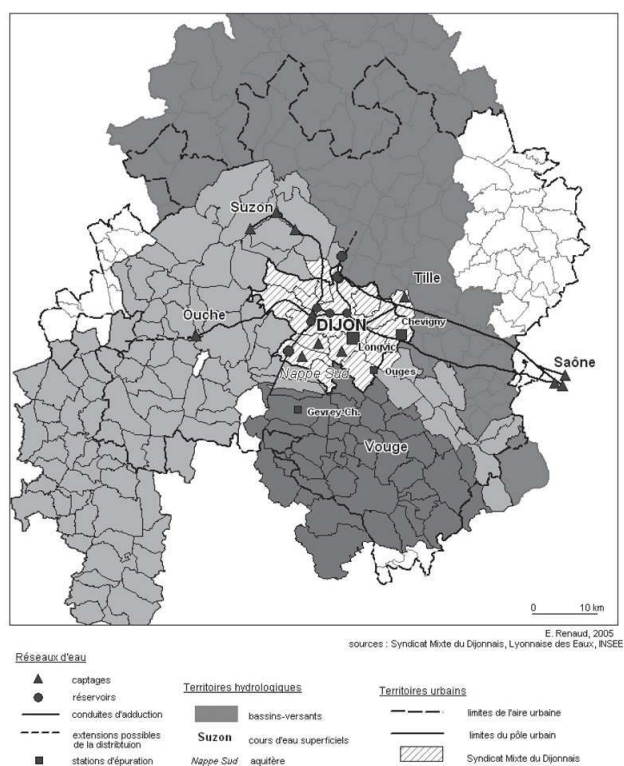 Suzon
Tille
Ouche
DIJON
Chevigny
Longvic
Saône
Nappe Sud
Ouges
Gevrey-Ch.
Vouge
0 10 km
E. Renaud, 2005
sources : Syndicat Mixte du Dijonnais, Lyonnaise des Eaux, INSEE
Réseaux d'eau
captages
réservoirs
conduites d'adduction
extensions possibles
de la distribtuion
stations d'épuration
Territoires hydrologiques
bassins-versants
Suzon cours d'eau superficiels
Nappe Sud aquifère
Territoires urbains
limites de l'aire urbaine
limites du pôle urbain
Syndicat Mixte du Dijonnais